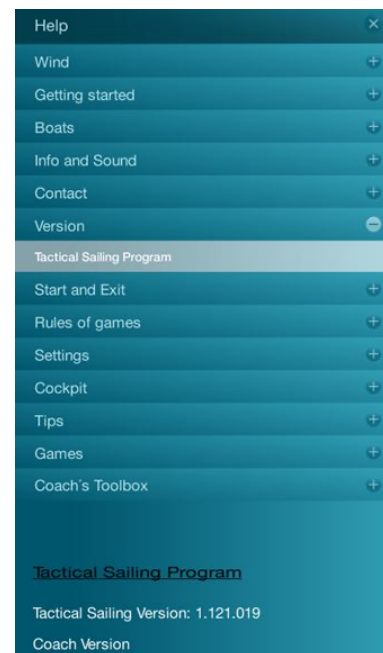 Help
Wind
Getting started
Boats
Info and Sound
Contact
Version
Tactical Sailing Program
Start and Exit
Rules of games
Settings
Cockpit
Tips
Games
Coach´s Toolbox
Tactical Sailing Program
Tactical Sailing Version: 1.121.019
Coach Version